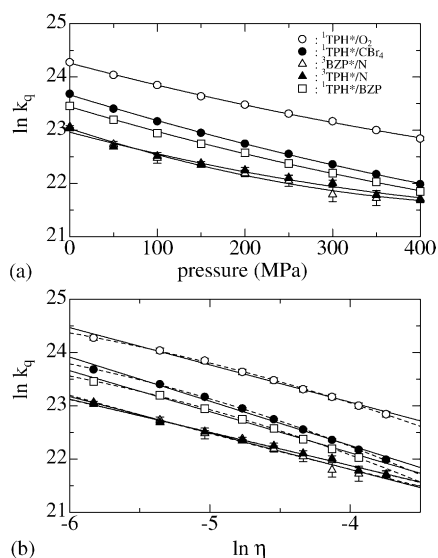 ○ : ¹TPH*/O₂
● : ¹TPH*/CBr₄
△ : ³BZP*/N
▲ : ³TPH*/N
□ : ¹TPH*/BZP
25
24
23
22
21
ln k_q
0
100
200
300
400
pressure (MPa)
(a)
25
24
23
22
21
ln k_q
-6
-5
-4
ln η
(b)